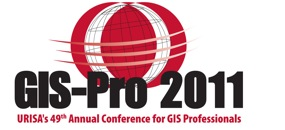 GIS-Pro 2011
URISA's 49th Annual Conference for GIS Professionals